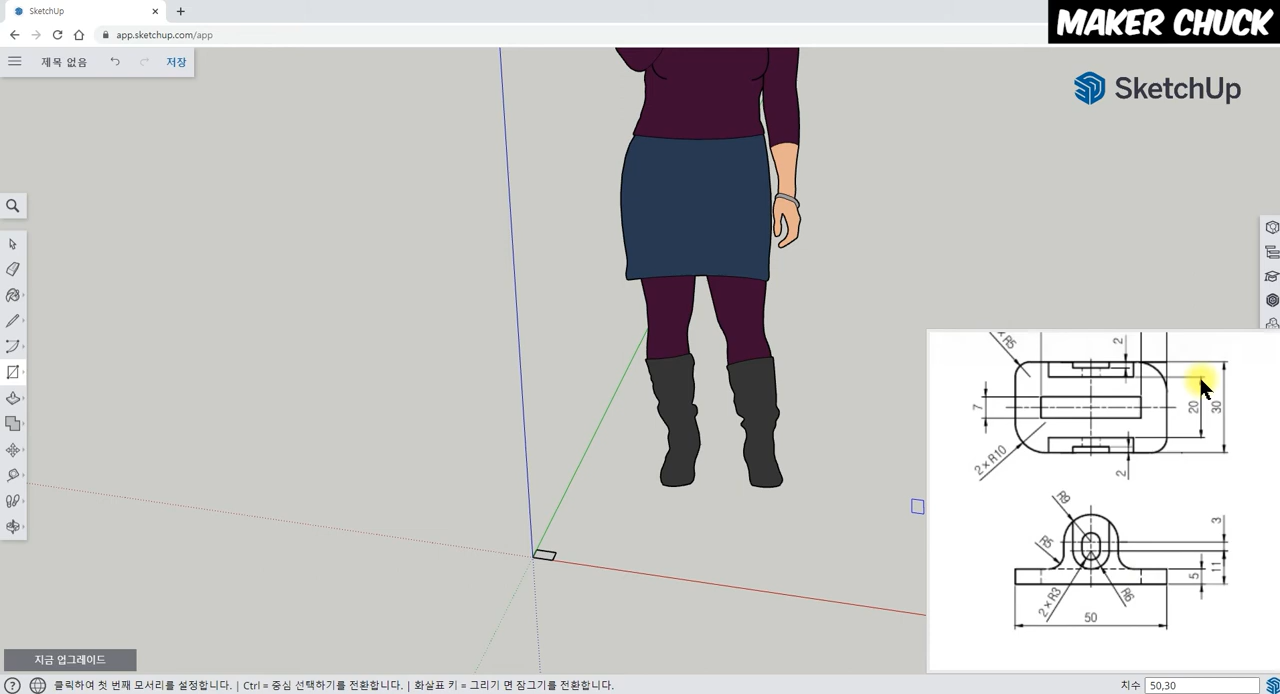 SketchUp
MAKER CHUCK
app.sketchup.com/app
제목 없음
저장
SketchUp
2
7
20
30
2×R10
2
R9
R5
3
11
5
2×R3
R6
50
지금 업그레이드
클릭하여 첫 번째 모서리를 설정합니다. | Ctrl = 중심 선택하기를 전환합니다. | 화살표 키 = 그리기 면 잠그기를 전환합니다.
치수 50,30